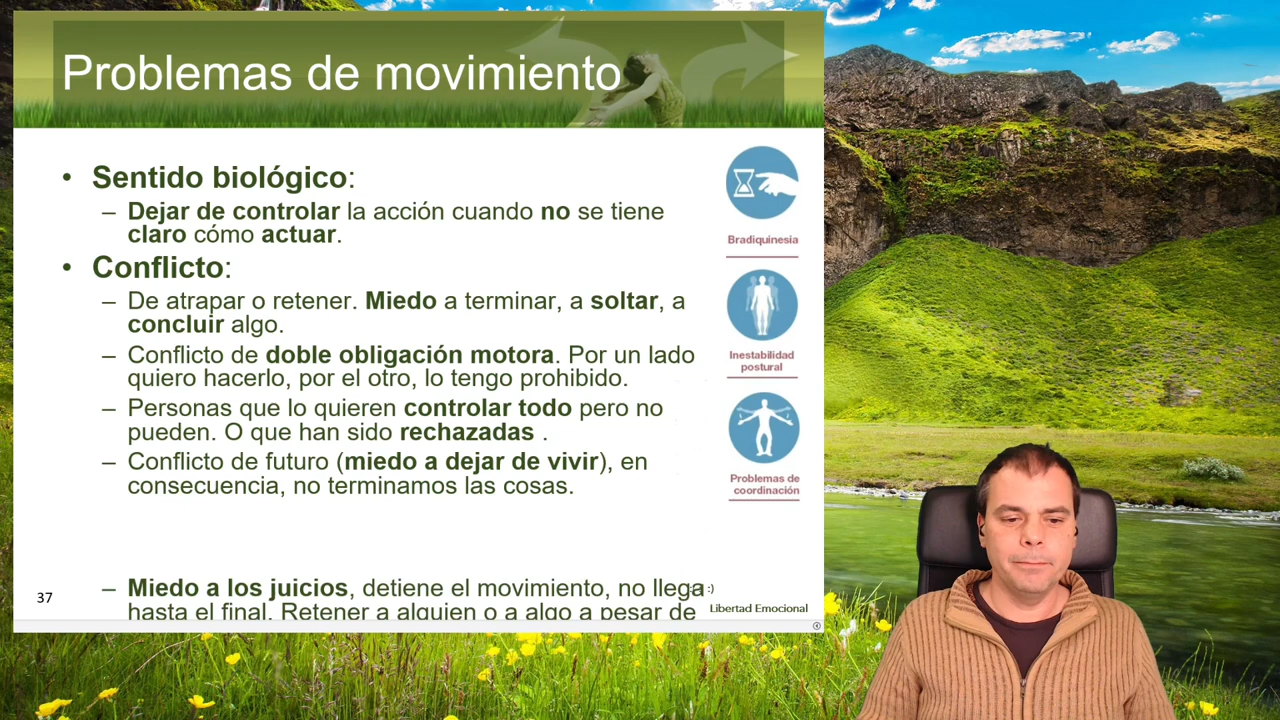 Problemas de movimiento
• Sentido biológico:
– Dejar de controlar la acción cuando no se tiene
claro cómo actuar.
• Conflicto:
– De atrapar o retener. Miedo a terminar, a soltar, a
concluir algo.
– Conflicto de doble obligación motora. Por un lado
quiero hacerlo, por el otro, lo tengo prohibido.
– Personas que lo quieren controlar todo pero no
pueden. O que han sido rechazadas .
– Conflicto de futuro (miedo a dejar de vivir), en
consecuencia, no terminamos las cosas.
– Miedo a los juicios, detiene el movimiento, no llega
hasta el final. Retener a alguien o a algo a pesar de
Bradiquinesia
Inestabilidad
postural
Problemas de
coordinación
37
:)
Libertad Emocional